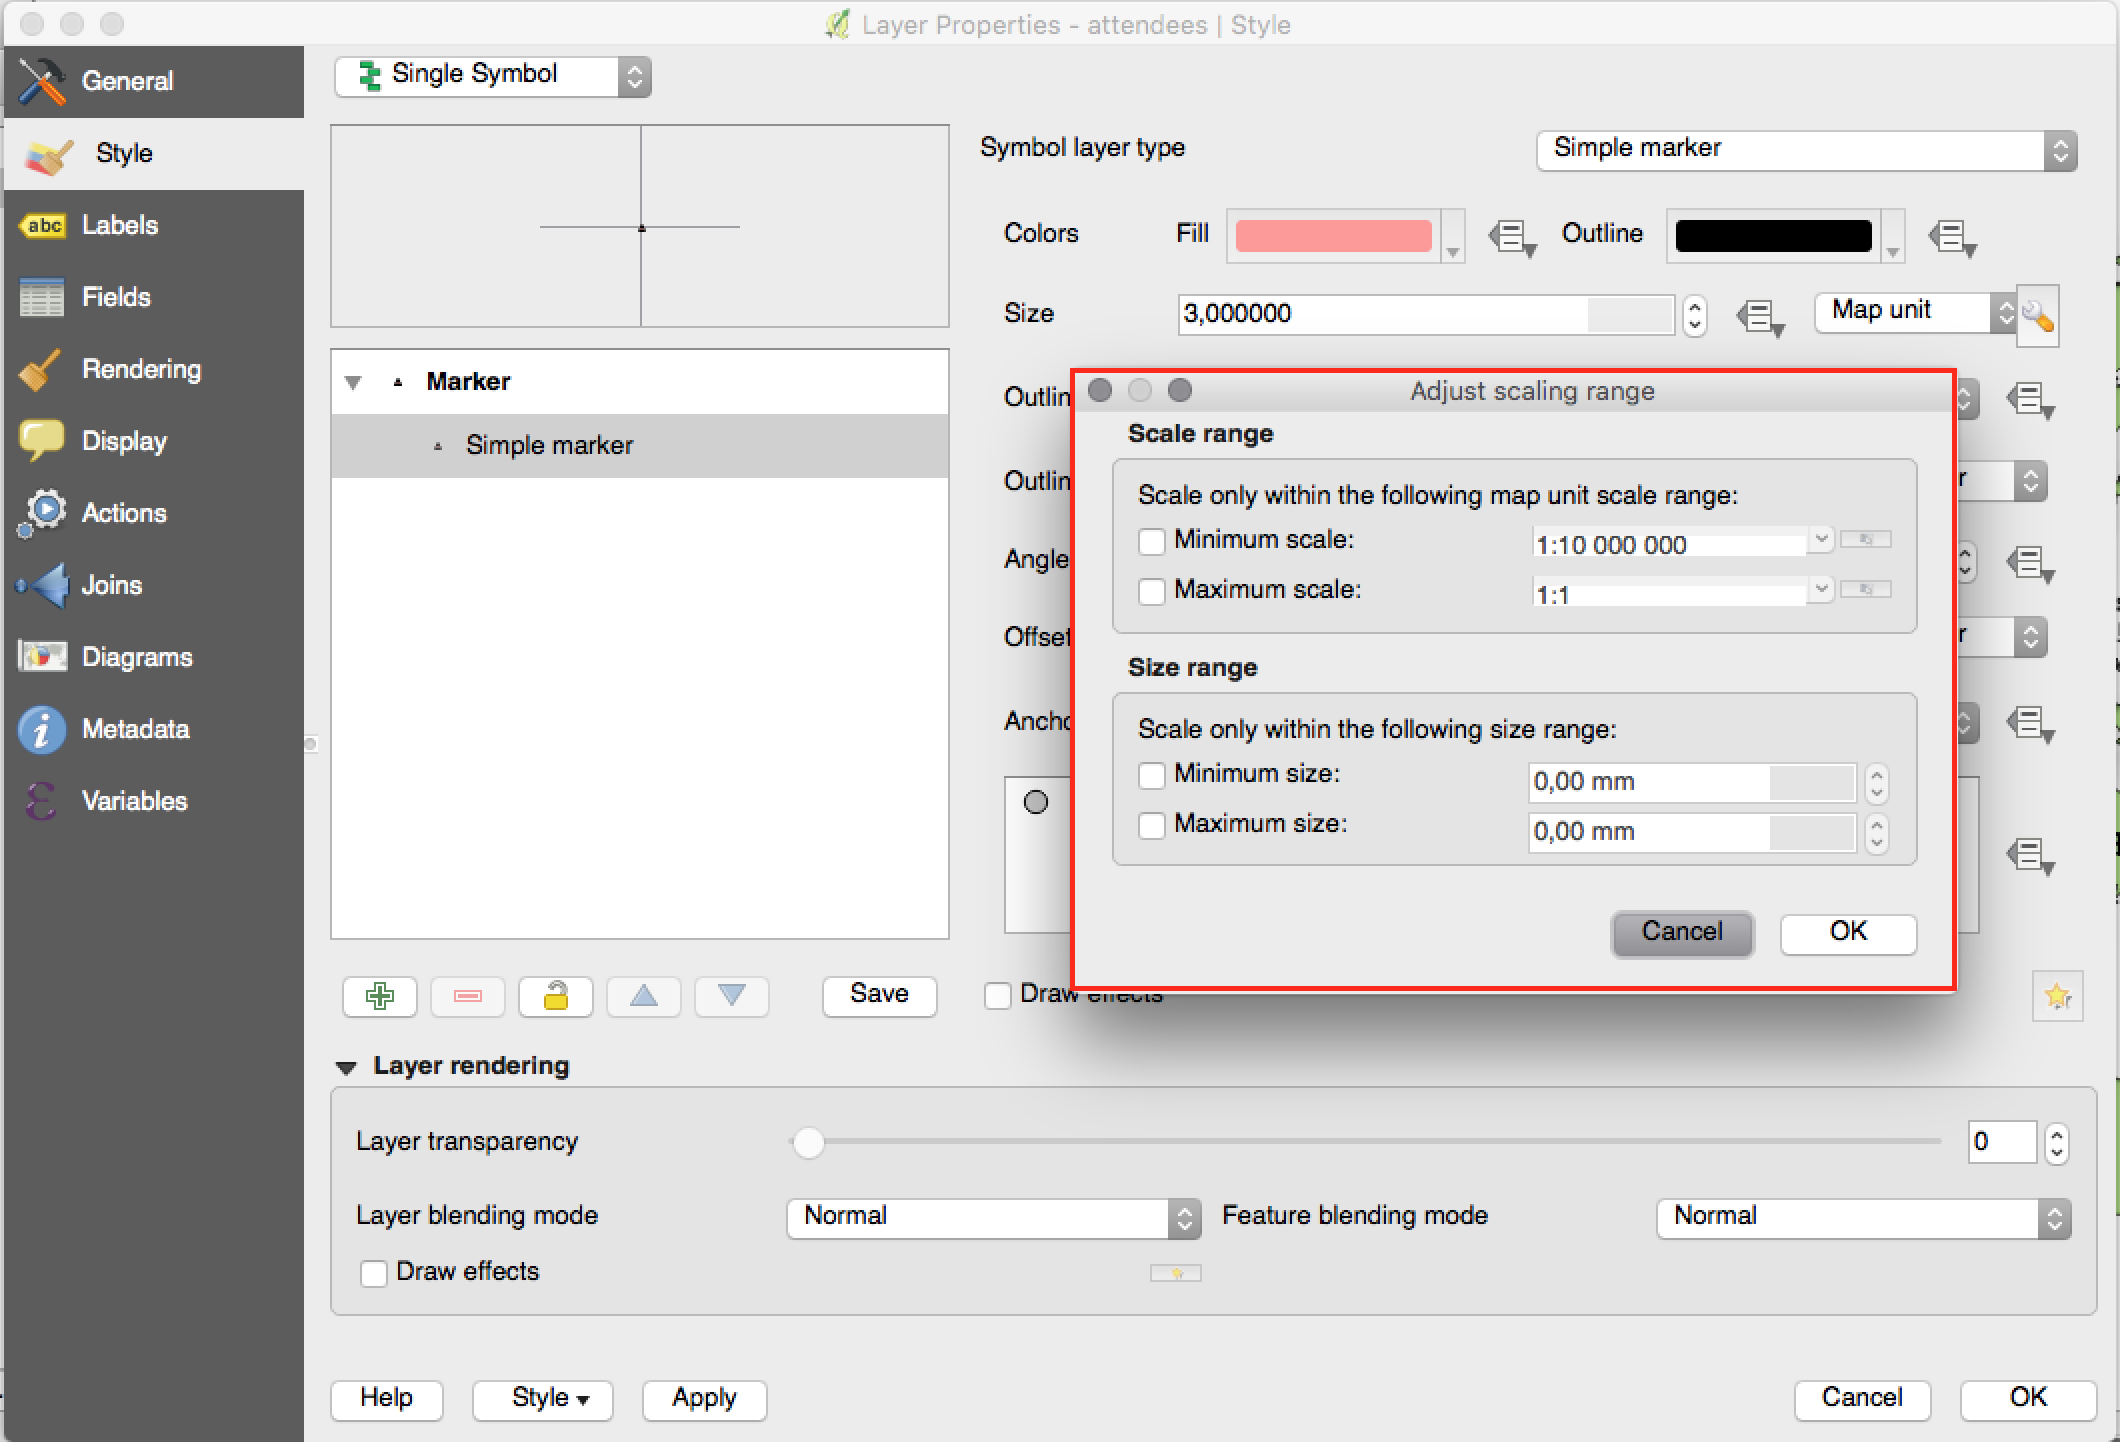 Layer Properties - attendees | Style
General
Style
abc Labels
Fields
Rendering
Display
Actions
Joins
Diagrams
Metadata
Variables
Single Symbol
Symbol layer type Simple marker
Colors Fill Outline
Size 3,000000 Map unit
Marker
Simple marker
Outlin
Outlin
Angle
Offset
Ancho
Adjust scaling range
Scale range
Scale only within the following map unit scale range:
Minimum scale: 1:10 000 000
Maximum scale: 1:1
Size range
Scale only within the following size range:
Minimum size: 0,00 mm
Maximum size: 0,00 mm
Cancel OK
Save Draw effects
Layer rendering
Layer transparency 0
Layer blending mode Normal Feature blending mode Normal
Draw effects
Help Style Apply Cancel OK